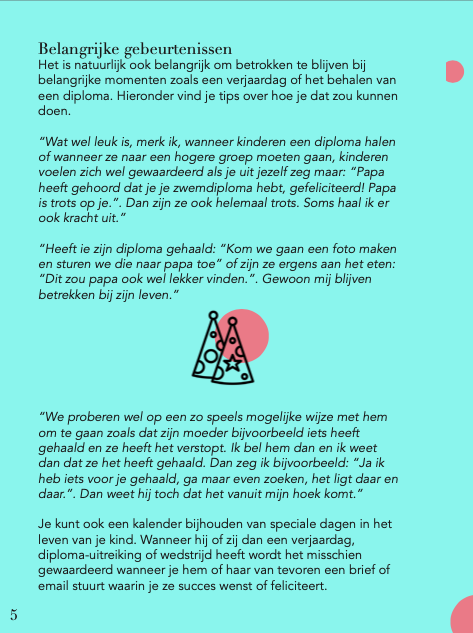 Belangrijke gebeurtenissen
Het is natuurlijk ook belangrijk om betrokken te blijven bij
belangrijke momenten zoals een verjaardag of het behalen van
een diploma. Hieronder vind je tips over hoe je dat zou kunnen
doen.
“Wat wel leuk is, merk ik, wanneer kinderen een diploma halen
of wanneer ze naar een hogere groep moeten gaan, kinderen
voelen zich wel gewaardeerd als je uit jezelf zeg maar: “Papa
heeft gehoord dat je je zwemdiploma hebt, gefeliciteerd! Papa
is trots op je.”. Dan zijn ze ook helemaal trots. Soms haal ik er
ook kracht uit.”
“Heeft ie zijn diploma gehaald: “Kom we gaan een foto maken
en sturen we die naar papa toe” of zijn ze ergens aan het eten:
“Dit zou papa ook wel lekker vinden.”. Gewoon mij blijven
betrekken bij zijn leven.”
“We proberen wel op een zo speels mogelijke wijze met hem
om te gaan zoals dat zijn moeder bijvoorbeeld iets heeft
gehaald en ze heeft het verstopt. Ik bel hem dan en ik weet
dan dat ze het heeft gehaald. Dan zeg ik bijvoorbeeld: “Ja ik
heb iets voor je gehaald, ga maar even zoeken, het ligt daar en
daar.”. Dan weet hij toch dat het vanuit mijn hoek komt.”
Je kunt ook een kalender bijhouden van speciale dagen in het
leven van je kind. Wanneer hij of zij dan een verjaardag,
diploma-uitreiking of wedstrijd heeft wordt het misschien
gewaardeerd wanneer je hem of haar van tevoren een brief of
email stuurt waarin je ze succes wenst of feliciteert.
5